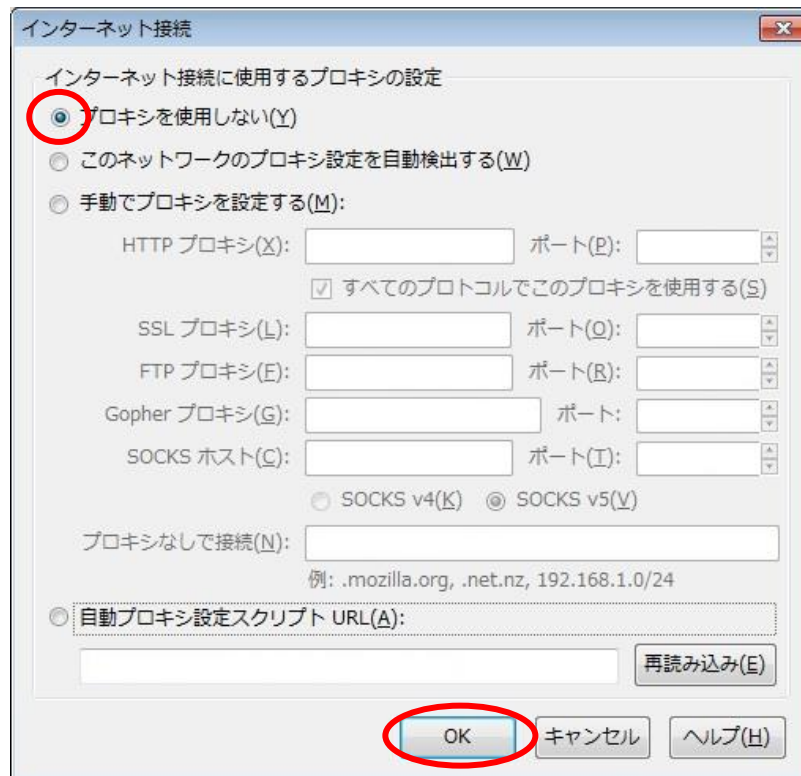 インターネット接続
インターネット接続に使用するプロキシの設定
プロキシを使用しない(Y)
このネットワークのプロキシ設定を自動検出する(W)
手動でプロキシを設定する(M):
HTTP プロキシ(X): ポート(P):
すべてのプロトコルでこのプロキシを使用する(S)
SSL プロキシ(L): ポート(O):
FTP プロキシ(F): ポート(R):
Gopher プロキシ(G): ポート:
SOCKS ホスト(C): ポート(T):
SOCKS v4(K) SOCKS v5(V)
プロキシなしで接続(N):
例: .mozilla.org, .net.nz, 192.168.1.0/24
自動プロキシ設定スクリプト URL(A):
再読み込み(E)
OK キャンセル ヘルプ(H)